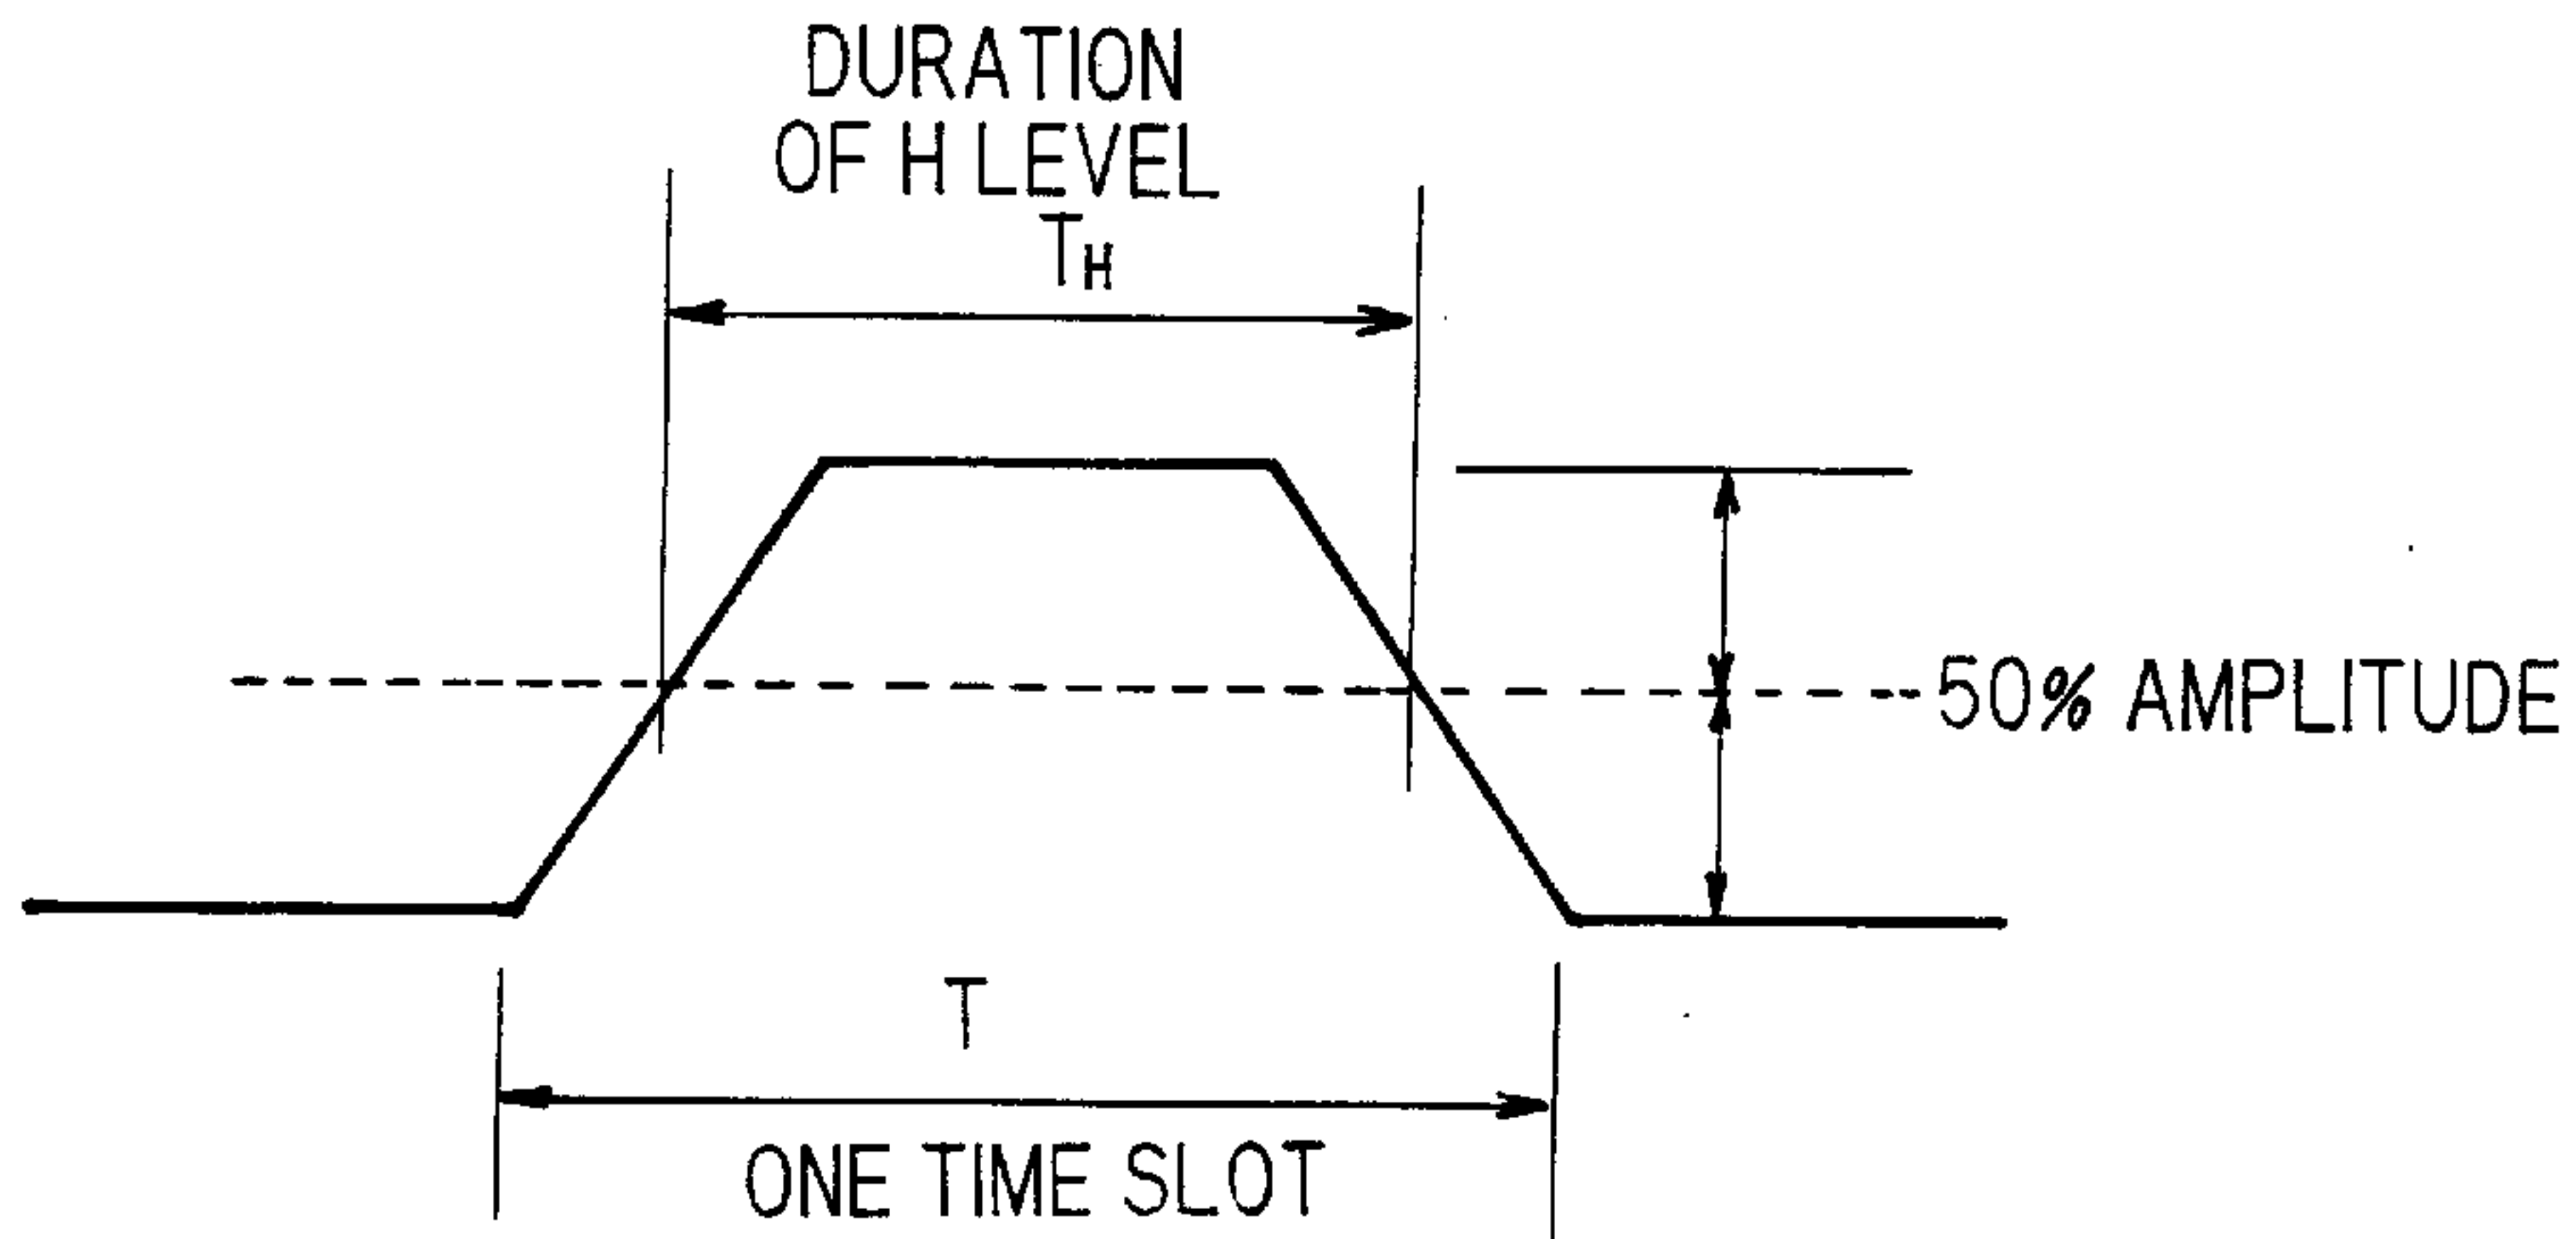 DURATION
OF H LEVEL
TH
50% AMPLITUDE
T
ONE TIME SLOT